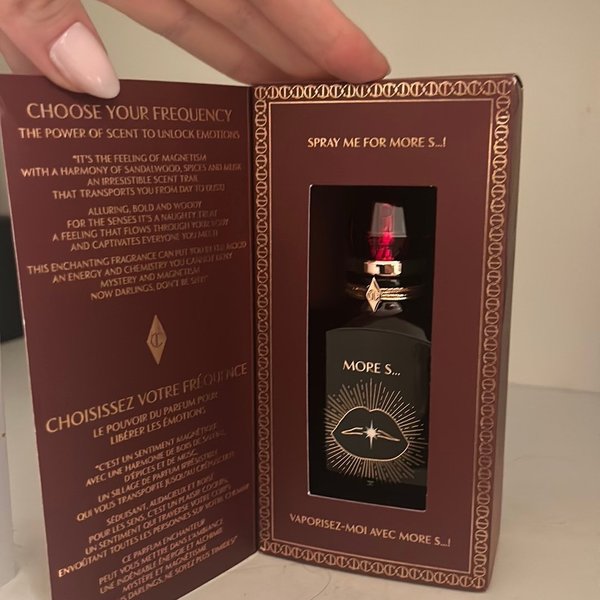 CHOOSE YOUR FREQUENCY
THE POWER OF SCENT TO UNLOCK EMOTIONS
"IT'S THE FEELING OF MAGNETISM
WITH A HARMONY OF SANDALWOOD, SPICES AND MUSK
AN IRRESISTIBLE SCENT TRAIL
THAT TRANSPORTS YOU FROM DAY TO DUSK!
ALLURING, BOLD AND WOODY
FOR THE SENSES IT'S A NAUGHTY TREAT
A FEELING THAT FLOWS THROUGH YOUR BODY
AND CAPTIVATES EVERYONE YOU MEET!
THIS ENCHANTING FRAGRANCE CAN PUT YOU IN THE MOOD
AN ENERGY AND CHEMISTRY YOU CANNOT DENY
MYSTERY AND MAGNETISM
NOW DARLINGS, DON'T BE SHY!"
CHOISISSEZ VOTRE FRÉQUENCE
LE POUVOIR DU PARFUM POUR
LIBÉRER LES ÉMOTIONS
"C'EST UN SENTIMENT MAGNÉTIQUE
AVEC UNE HARMONIE DE BOIS DE SANTAL,
D'ÉPICES ET DE MUSC,
UN SILLAGE DE PARFUM IRRÉSISTIBLE
QUI VOUS TRANSPORTE JUSQU'AU CRÉPUSCULE!
SÉDUISANT, AUDACIEUX ET BOISÉ
POUR LES SENS, C'EST UN PLAISIR COQUIN,
UN SENTIMENT QUI TRAVERSE VOTRE CORPS
ENVOÛTANT TOUTES LES PERSONNES SUR VOTRE CHEMIN!
CE PARFUM ENCHANTEUR
PEUT VOUS METTRE DANS L'AMBIANCE
UNE INDÉNIABLE ÉNERGIE ET ALCHIMIE
MYSTÈRE ET MAGNÉTISME
DARLINGS, NE SOYEZ PLUS TIMIDES!"
SPRAY ME FOR MORE S...!
MORE S...
VAPORISEZ-MOI AVEC MORE S...!